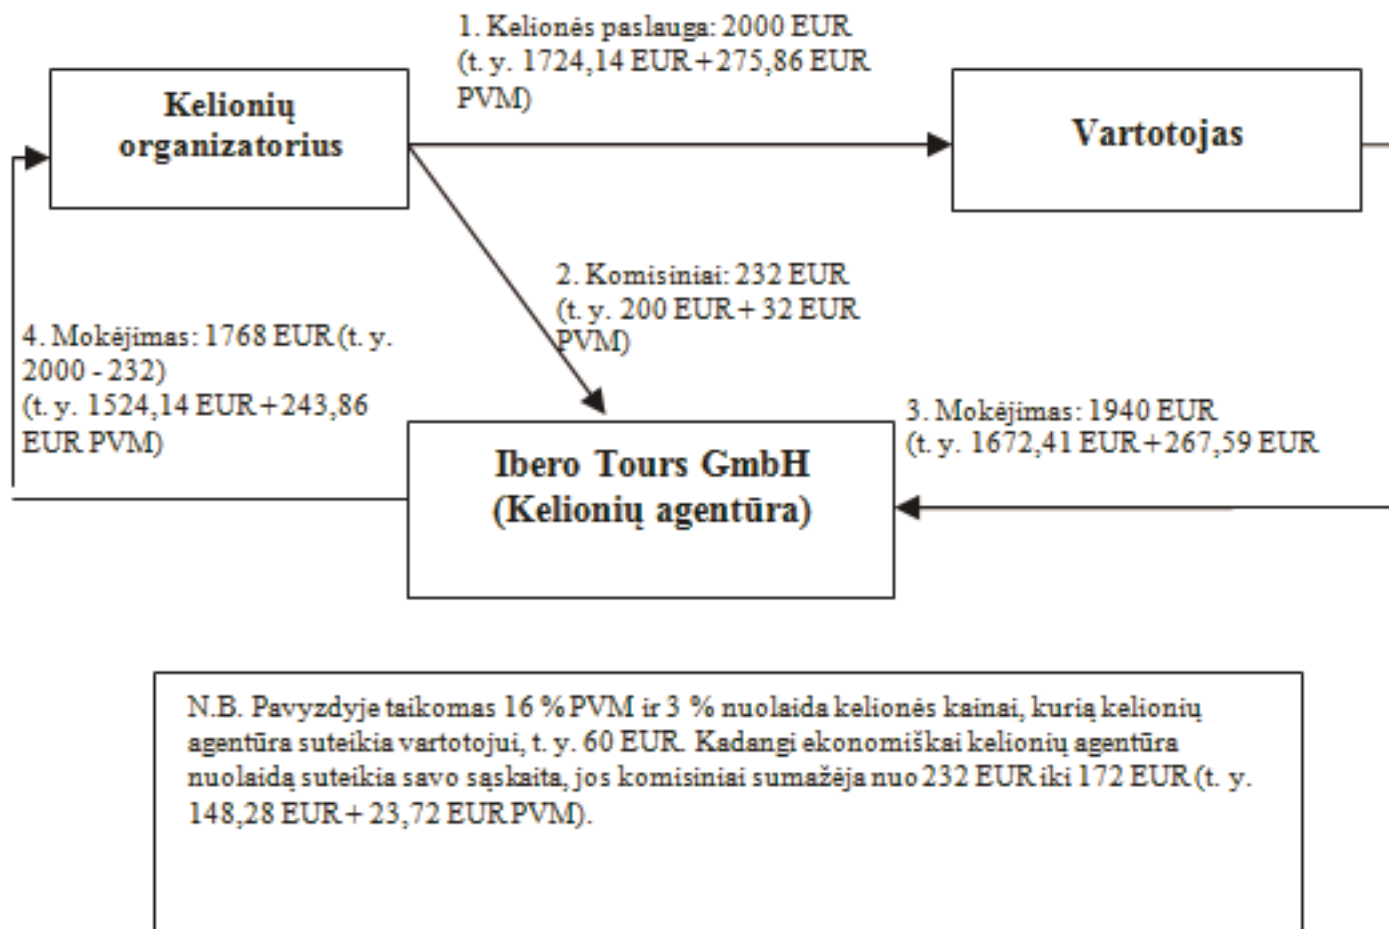 1. Kelionės paslauga: 2000 EUR
(t. y. 1724,14 EUR+275,86 EUR
PVM)
Kelionių
organizatorius
Vartotojas
2. Komisiniai: 232 EUR
(t. y. 200 EUR+ 32 EUR
PVM)
4. Mokėjimas: 1768 EUR (t. y.
2000 - 232)
(t. y. 1524,14 EUR+243,86
EUR PVM)
3. Mokėjimas: 1940 EUR
(t. y. 1672,41 EUR+267,59 EUR
Ibero Tours GmbH
(Kelionių agentūra)
N.B. Pavyzdyje taikomas 16 % PVM ir 3 % nuolaida kelionės kainai, kurią kelionių
agentūra suteikia vartotojui, t. y. 60 EUR. Kadangi ekonomiškai kelionių agentūra
nuolaidą suteikia savo sąskaita, jos komisiniai sumažėja nuo 232 EUR iki 172 EUR (t. y.
148,28 EUR+ 23,72 EUR PVM).